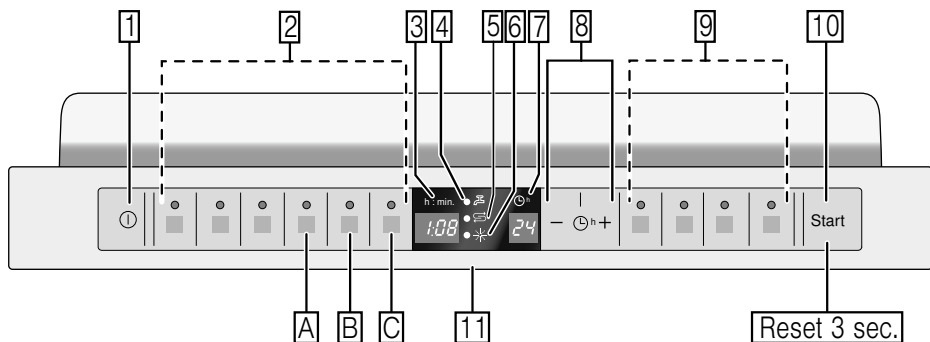 1 2 3 4 5 6 7 8 9 10
h : min. h
1:08 24 − h + Start
A B C 11 Reset 3 sec.